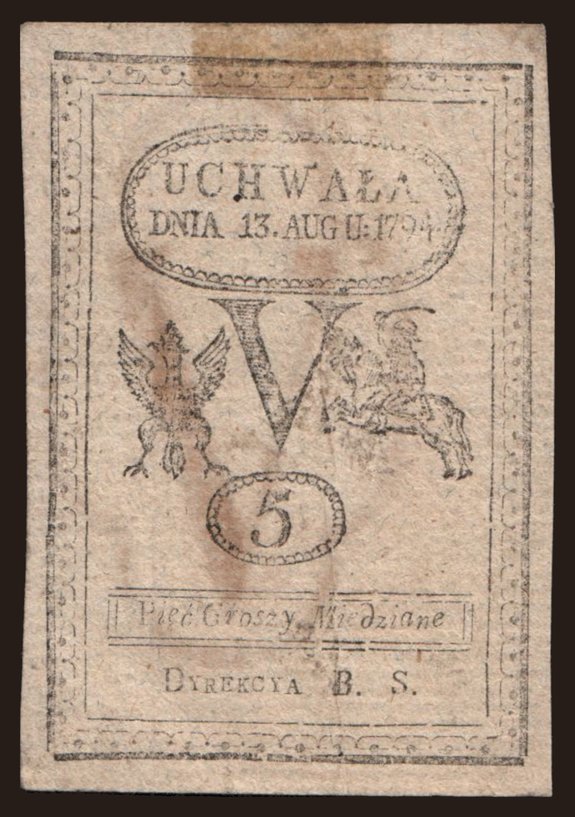 UCHWAŁA
DNIA 13. AUGU: 1794
V
5
Pięć Groszy Miedziane
DYREKCYA B. S.